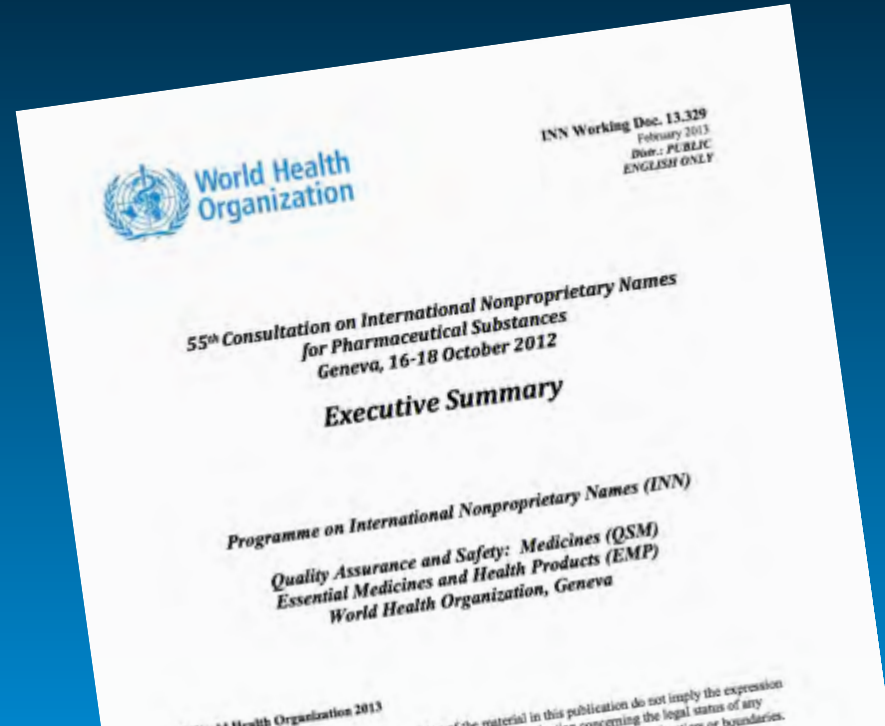 INN Working Doc. 13.329
February 2013
Distr.: PUBLIC
ENGLISH ONLY
World Health
Organization
55th Consultation on International Nonproprietary Names
for Pharmaceutical Substances
Geneva, 16-18 October 2012
Executive Summary
Programme on International Nonproprietary Names (INN)
Quality Assurance and Safety: Medicines (QSM)
Essential Medicines and Health Products (EMP)
World Health Organization, Geneva
Health Organization 2013
of the material in this publication do not imply the expression
concerning the legal status of any
or boundaries.